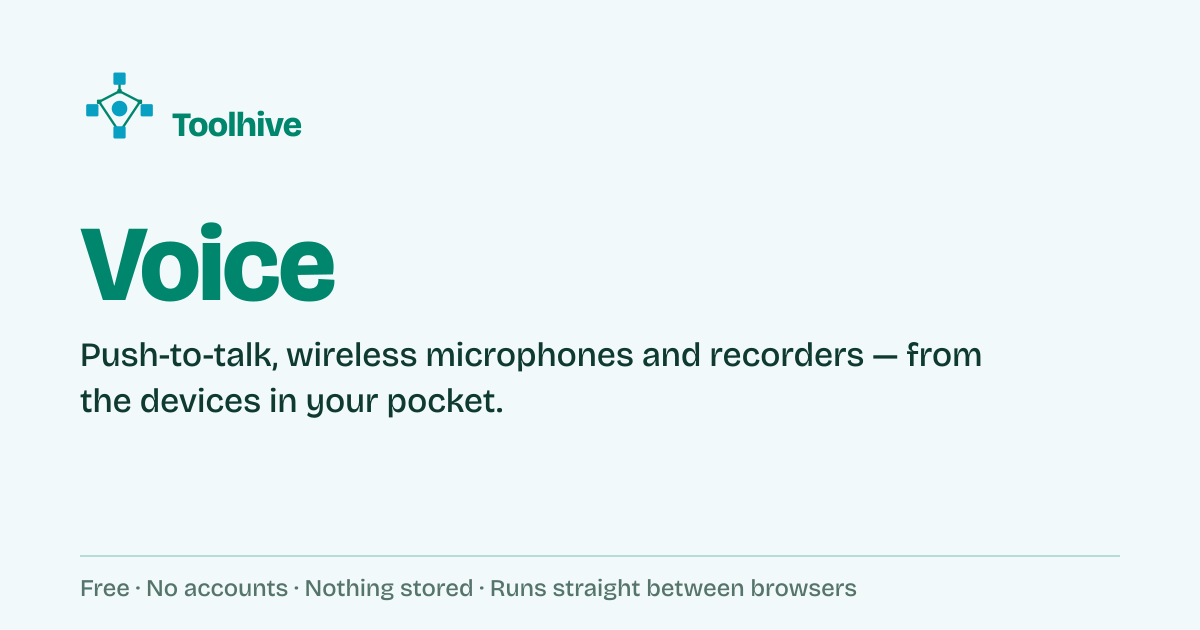 Toolhive
Voice
Push-to-talk, wireless microphones and recorders — from
the devices in your pocket.
Free · No accounts · Nothing stored · Runs straight between browsers